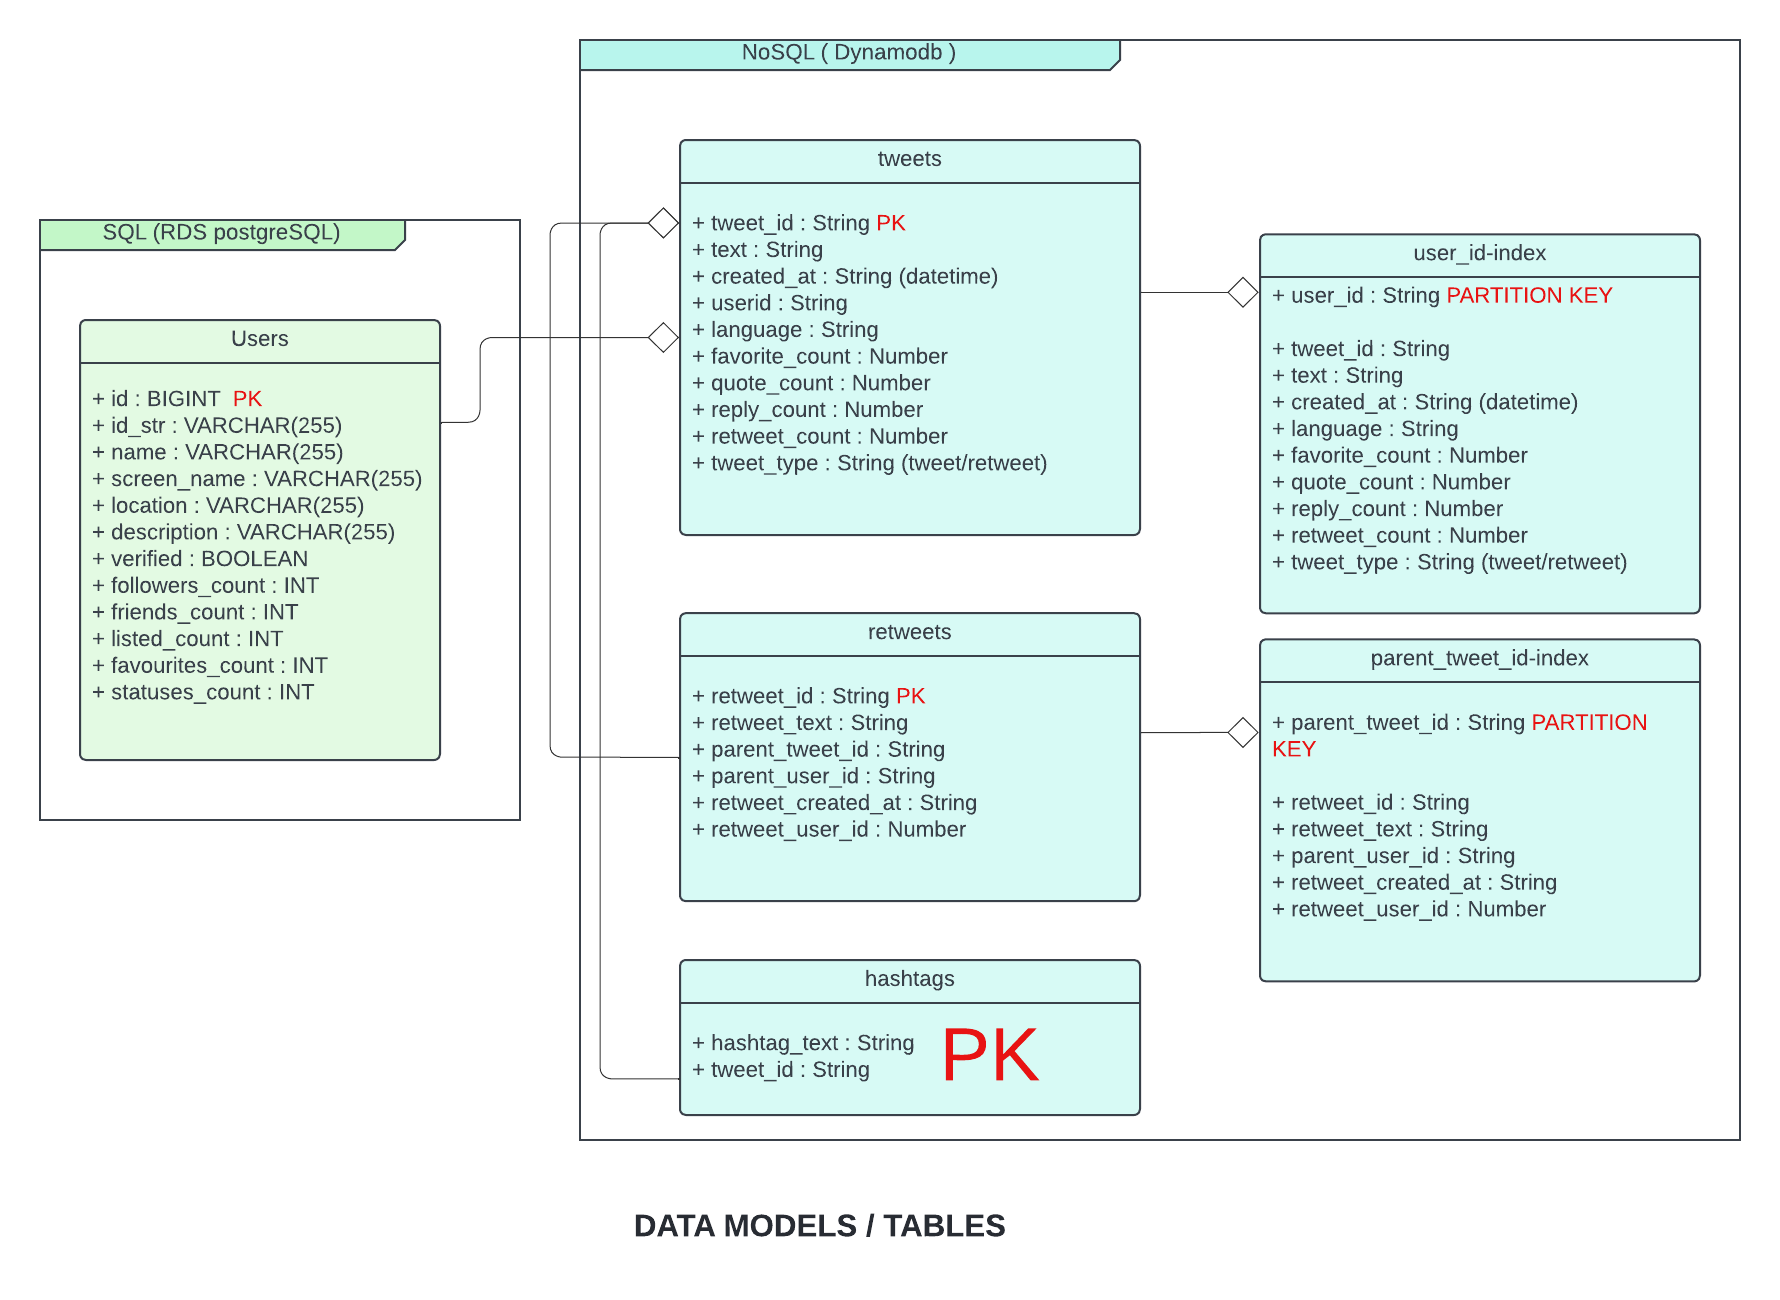 NoSQL ( Dynamodb )
SQL (RDS postgreSQL)
Users
+ id : BIGINT  PK
+ id_str : VARCHAR(255)
+ name : VARCHAR(255)
+ screen_name : VARCHAR(255)
+ location : VARCHAR(255)
+ description : VARCHAR(255)
+ verified : BOOLEAN
+ followers_count : INT
+ friends_count : INT
+ listed_count : INT
+ favourites_count : INT
+ statuses_count : INT
tweets
+ tweet_id : String PK
+ text : String
+ created_at : String (datetime)
+ userid : String
+ language : String
+ favorite_count : Number
+ quote_count : Number
+ reply_count : Number
+ retweet_count : Number
+ tweet_type : String (tweet/retweet)
user_id-index
+ user_id : String PARTITION KEY
+ tweet_id : String
+ text : String
+ created_at : String (datetime)
+ language : String
+ favorite_count : Number
+ quote_count : Number
+ reply_count : Number
+ retweet_count : Number
+ tweet_type : String (tweet/retweet)
retweets
+ retweet_id : String PK
+ retweet_text : String
+ parent_tweet_id : String
+ parent_user_id : String
+ retweet_created_at : String
+ retweet_user_id : Number
parent_tweet_id-index
+ parent_tweet_id : String PARTITION
KEY
+ retweet_id : String
+ retweet_text : String
+ parent_user_id : String
+ retweet_created_at : String
+ retweet_user_id : Number
hashtags
+ hashtag_text : String
+ tweet_id : String
PK
DATA MODELS / TABLES